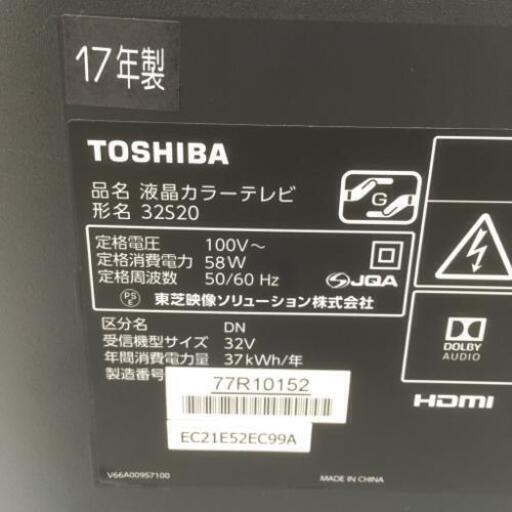 17年製
TOSHIBA
品名 液晶カラーテレビ
形名 32S20
G
定格電圧 100V～
定格消費電力 58W
定格周波数 50/60 Hz
JQA
PS
E
東芝映像ソリューション株式会社
区分名 DN
受信機型サイズ 32V
年間消費電力量 37kWh/年
製造番号
77R10152
EC21E52EC99A
DOLBY
AUDIO
HDMI
V66A00957100
MADE IN CHINA